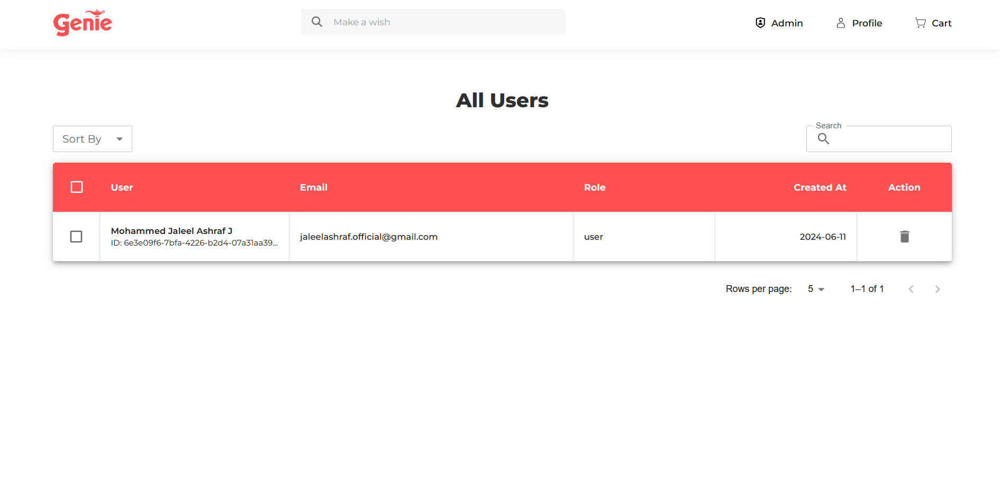 Genie
Make a wish
Admin
Profile
Cart
All Users
Sort By
Search
User
Email
Role
Created At
Action
Mohammed Jaleel Ashraf J
ID: 6e3e09f6-7bfa-4226-b2d4-07a31aa39...
jaleelashraf.official@gmail.com
user
2024-06-11
Rows per page:
5
1–1 of 1